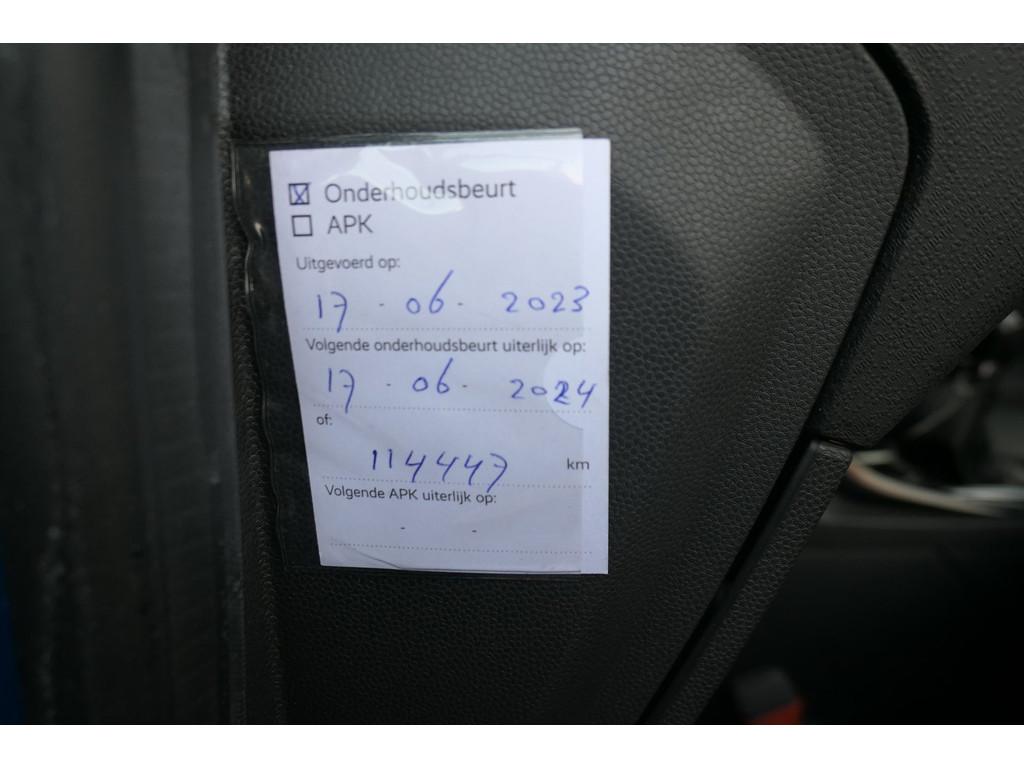 ☒ Onderhoudsbeurt
☐ APK
Uitgevoerd op:
17 - 06 - 2023
Volgende onderhoudsbeurt uiterlijk op:
17 - 06 - 2024
of:
114447 km
Volgende APK uiterlijk op:
- -